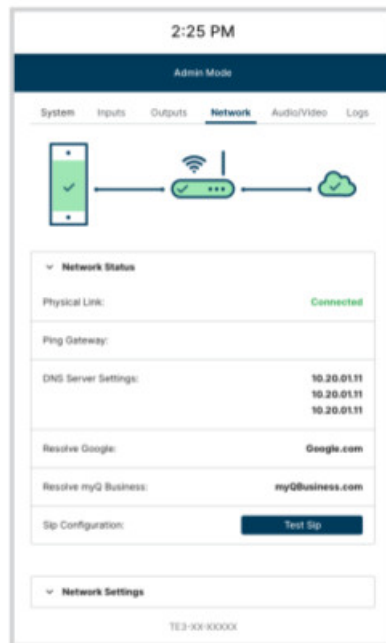 2:25 PM
Admin Mode
System Inputs Outputs Network Audio/Video Logs
Network Status
Physical Link: Connected
Ping Gateway:
DNS Server Settings: 10.20.01.11
10.20.01.11
10.20.01.11
Resolve Google: Google.com
Resolve myQ Business: myQBusiness.com
Sip Configuration: Test Sip
Network Settings
TE3-XX-XXXXX